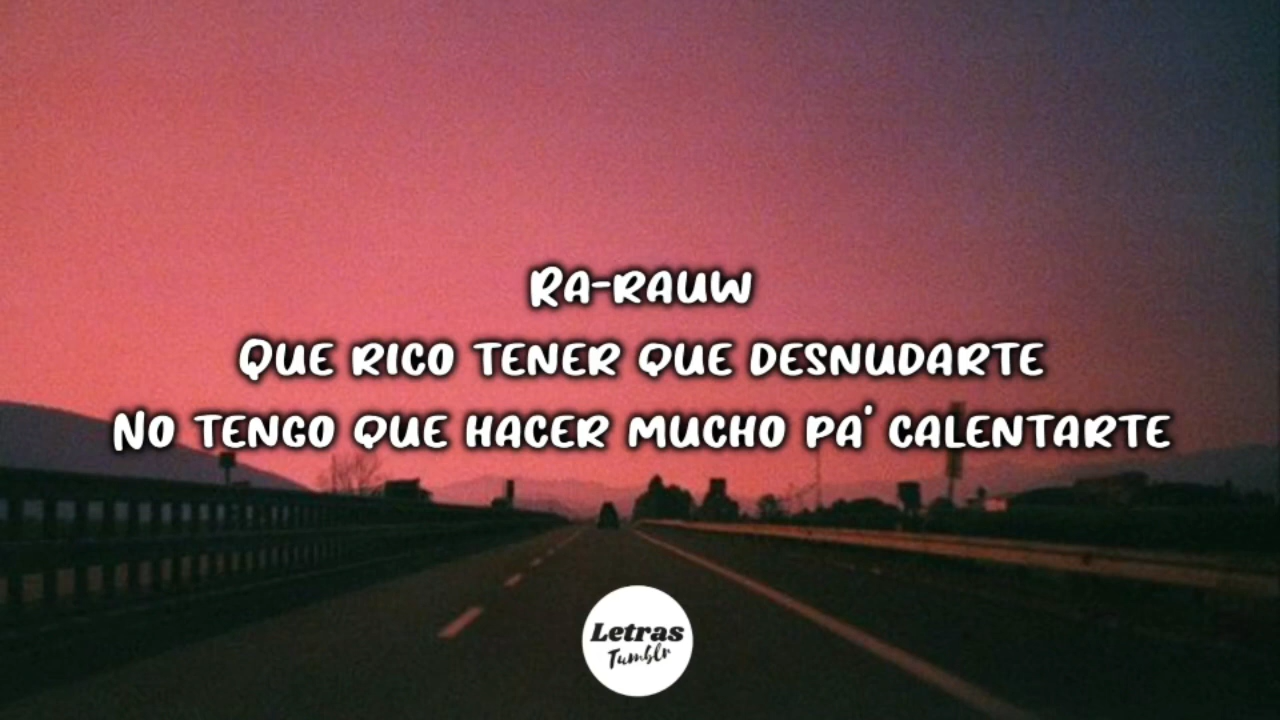 Ra-rauw
Que rico tener que desnudarte
No tengo que hacer mucho pa' calentarte
Letras
Tumblr